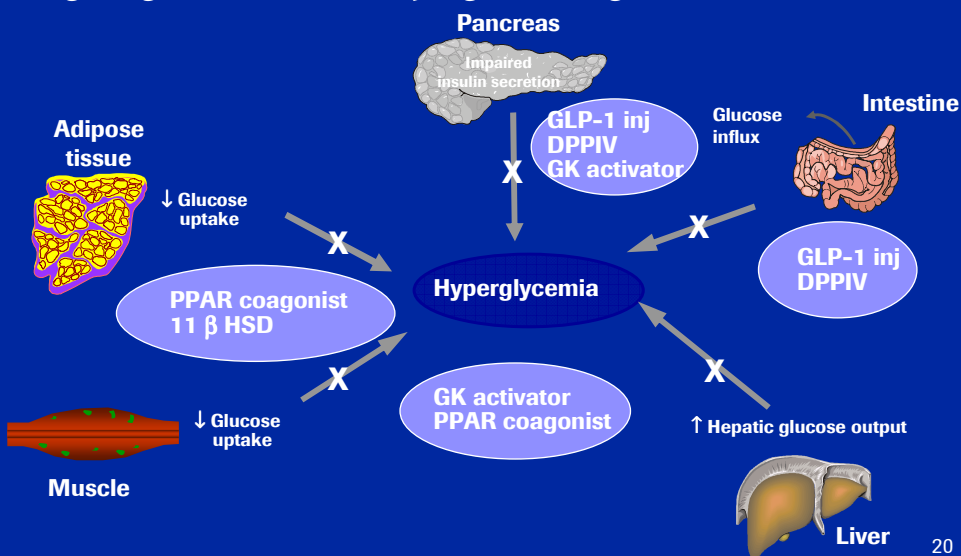 Pancreas
Impaired
insulin secretion
GLP-1 inj
DPPIV
GK activator
Glucose
influx
Intestine
Adipose
tissue
↓ Glucose
uptake
GLP-1 inj
DPPIV
Hyperglycemia
PPAR coagonist
11 β HSD
GK activator
PPAR coagonist
↓ Glucose
uptake
↑ Hepatic glucose output
Muscle
Liver
20